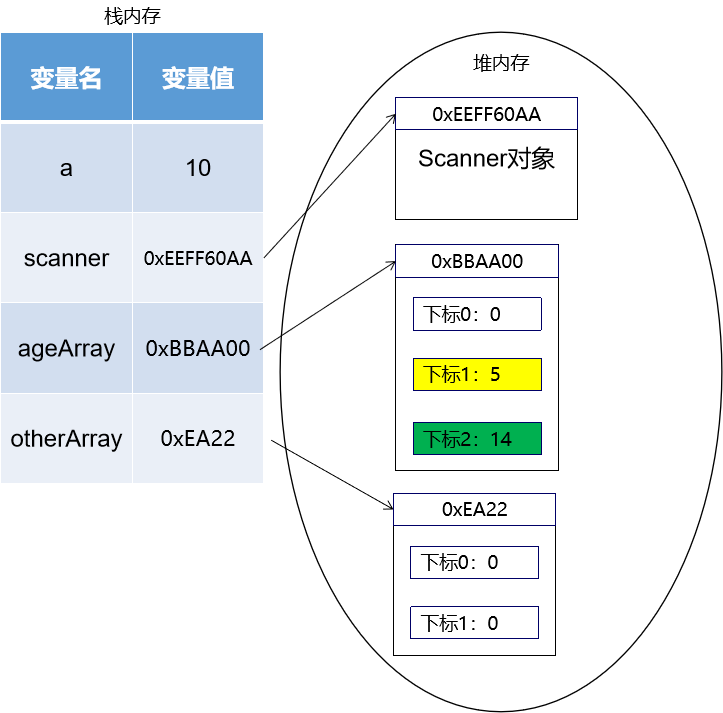 栈内存
变量名 变量值
a 10
scanner 0xEEFF60AA
ageArray 0xBBAA00
otherArray 0xEA22
堆内存
0xEEFF60AA
Scanner对象
0xBBAA00
下标0：0
下标1：5
下标2：14
0xEA22
下标0：0
下标1：0